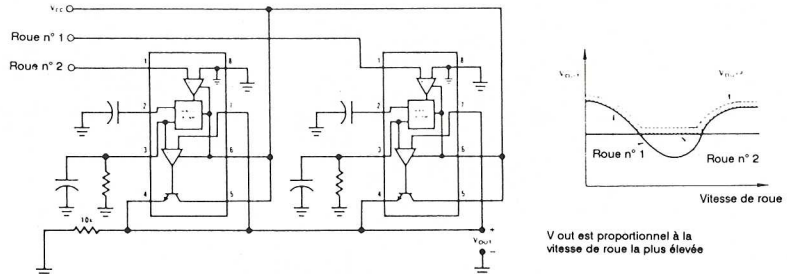 Vcc
Roue n° 1
Roue n° 2
1
8
1
8
2
7
2
7
3
6
3
6
4
5
4
5
10k
VOUT
+
−
Roue n° 1
Roue n° 2
Vitesse de roue
V out est proportionnel à la
vitesse de roue la plus élevée